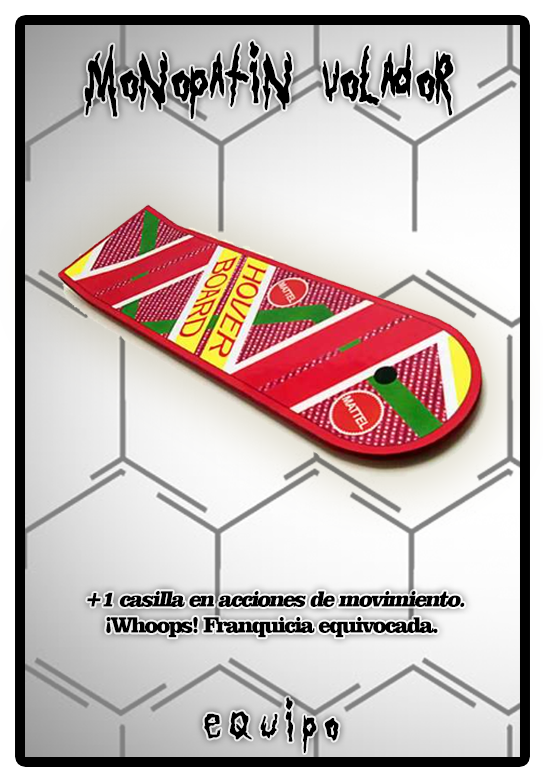 MoNopAtiN VoLAdoR
HOVER
BOARD
MATTEL
MATTEL
+1 casilla en acciones de movimiento.
¡Whoops! Franquicia equivocada.
equipo